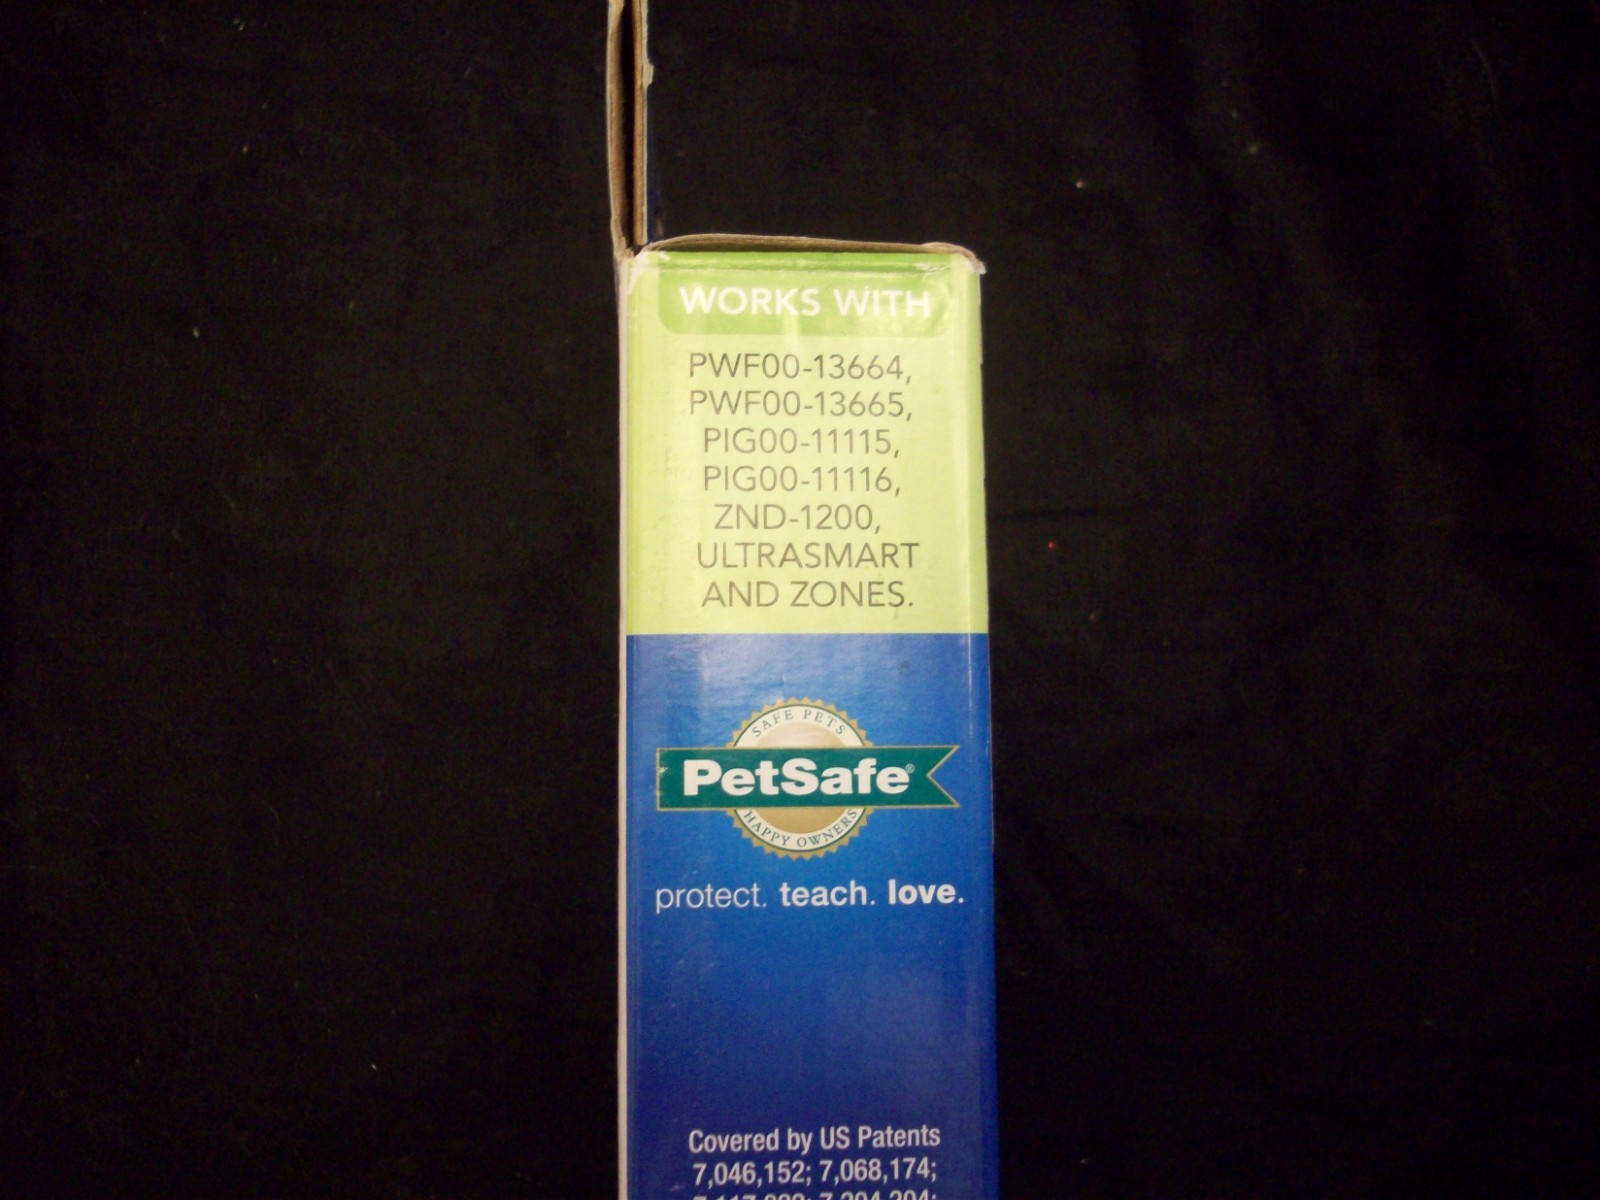 WORKS WITH
PWF00-13664,
PWF00-13665,
PIG00-11115,
PIG00-11116,
ZND-1200,
ULTRASMART
AND ZONES.
SAFE PETS
PetSafe®
HAPPY OWNERS
protect. teach. love.
Covered by US Patents
7,046,152; 7,068,174;